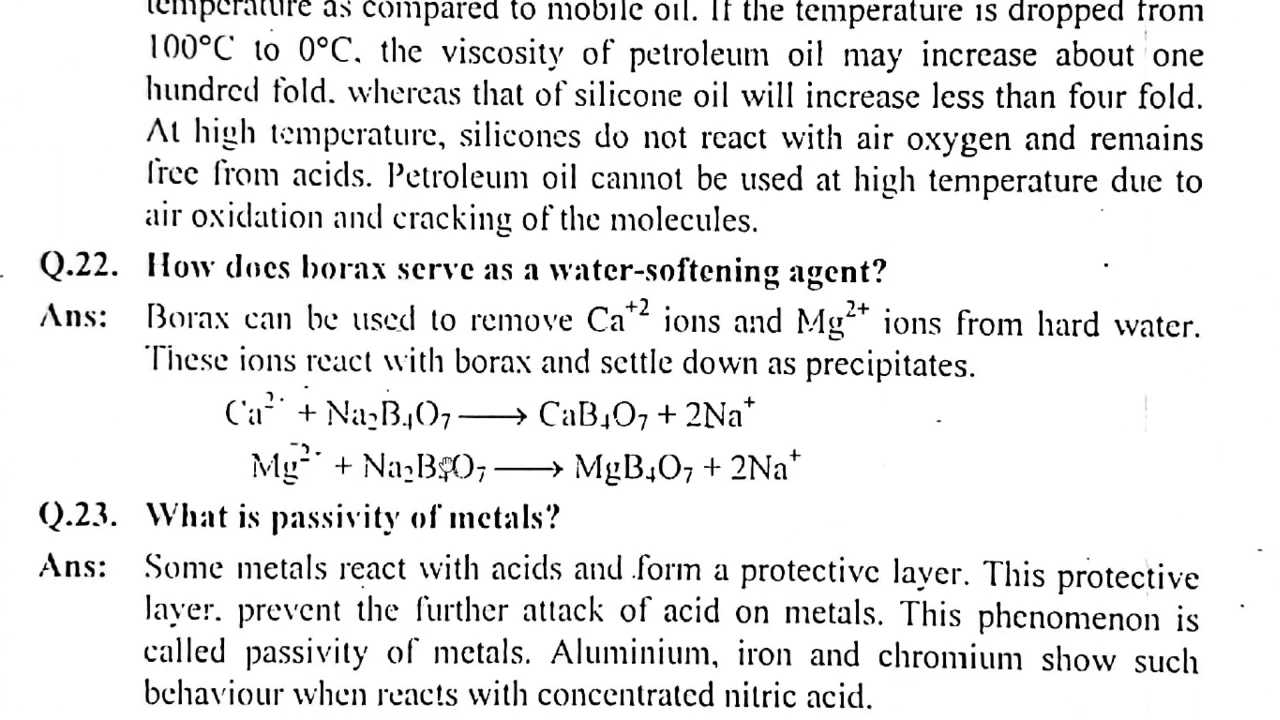 temperature as compared to mobile oil. If the temperature is dropped from
100°C to 0°C. the viscosity of petroleum oil may increase about one
hundred fold. whereas that of silicone oil will increase less than four fold.
At high temperature, silicones do not react with air oxygen and remains
free from acids. Petroleum oil cannot be used at high temperature due to
air oxidation and cracking of the molecules.
Q.22. How does borax serve as a water-softening agent?
Ans: Borax can be used to remove Ca⁺² ions and Mg²⁺ ions from hard water.
These ions react with borax and settle down as precipitates.
Ca²⁺ + Na₂B₄O₇ ⟶ CaB₄O₇ + 2Na⁺
Mg²⁺ + Na₂B₄O₇ ⟶ MgB₄O₇ + 2Na⁺
Q.23. What is passivity of metals?
Ans: Some metals react with acids and form a protective layer. This protective
layer. prevent the further attack of acid on metals. This phenomenon is
called passivity of metals. Aluminium, iron and chromium show such
behaviour when reacts with concentrated nitric acid.